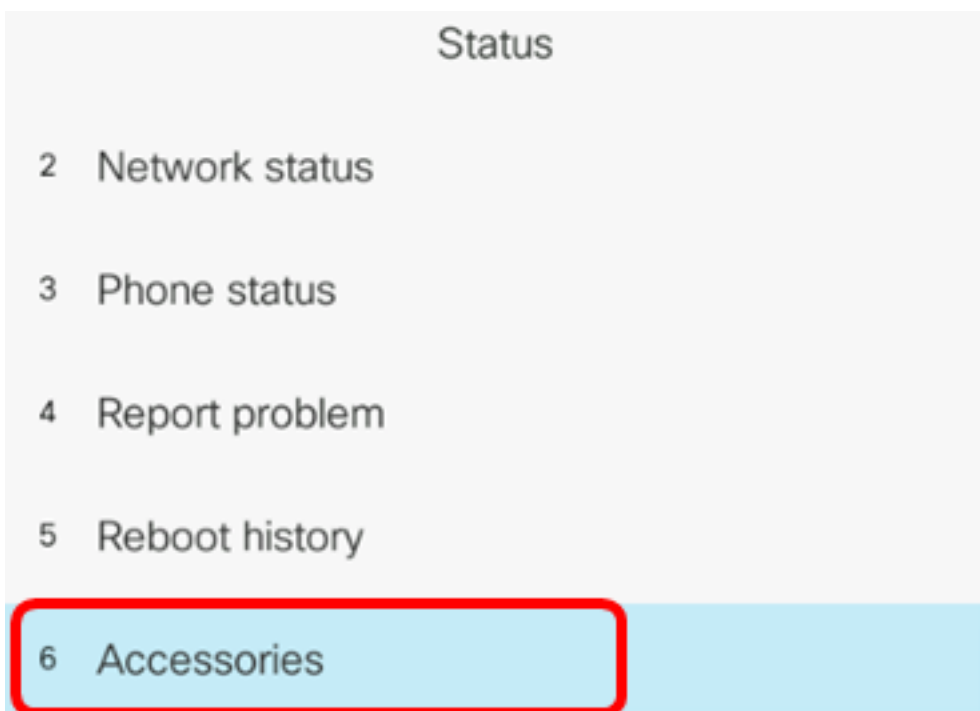 Status
2 Network status
3 Phone status
4 Report problem
5 Reboot history
6 Accessories